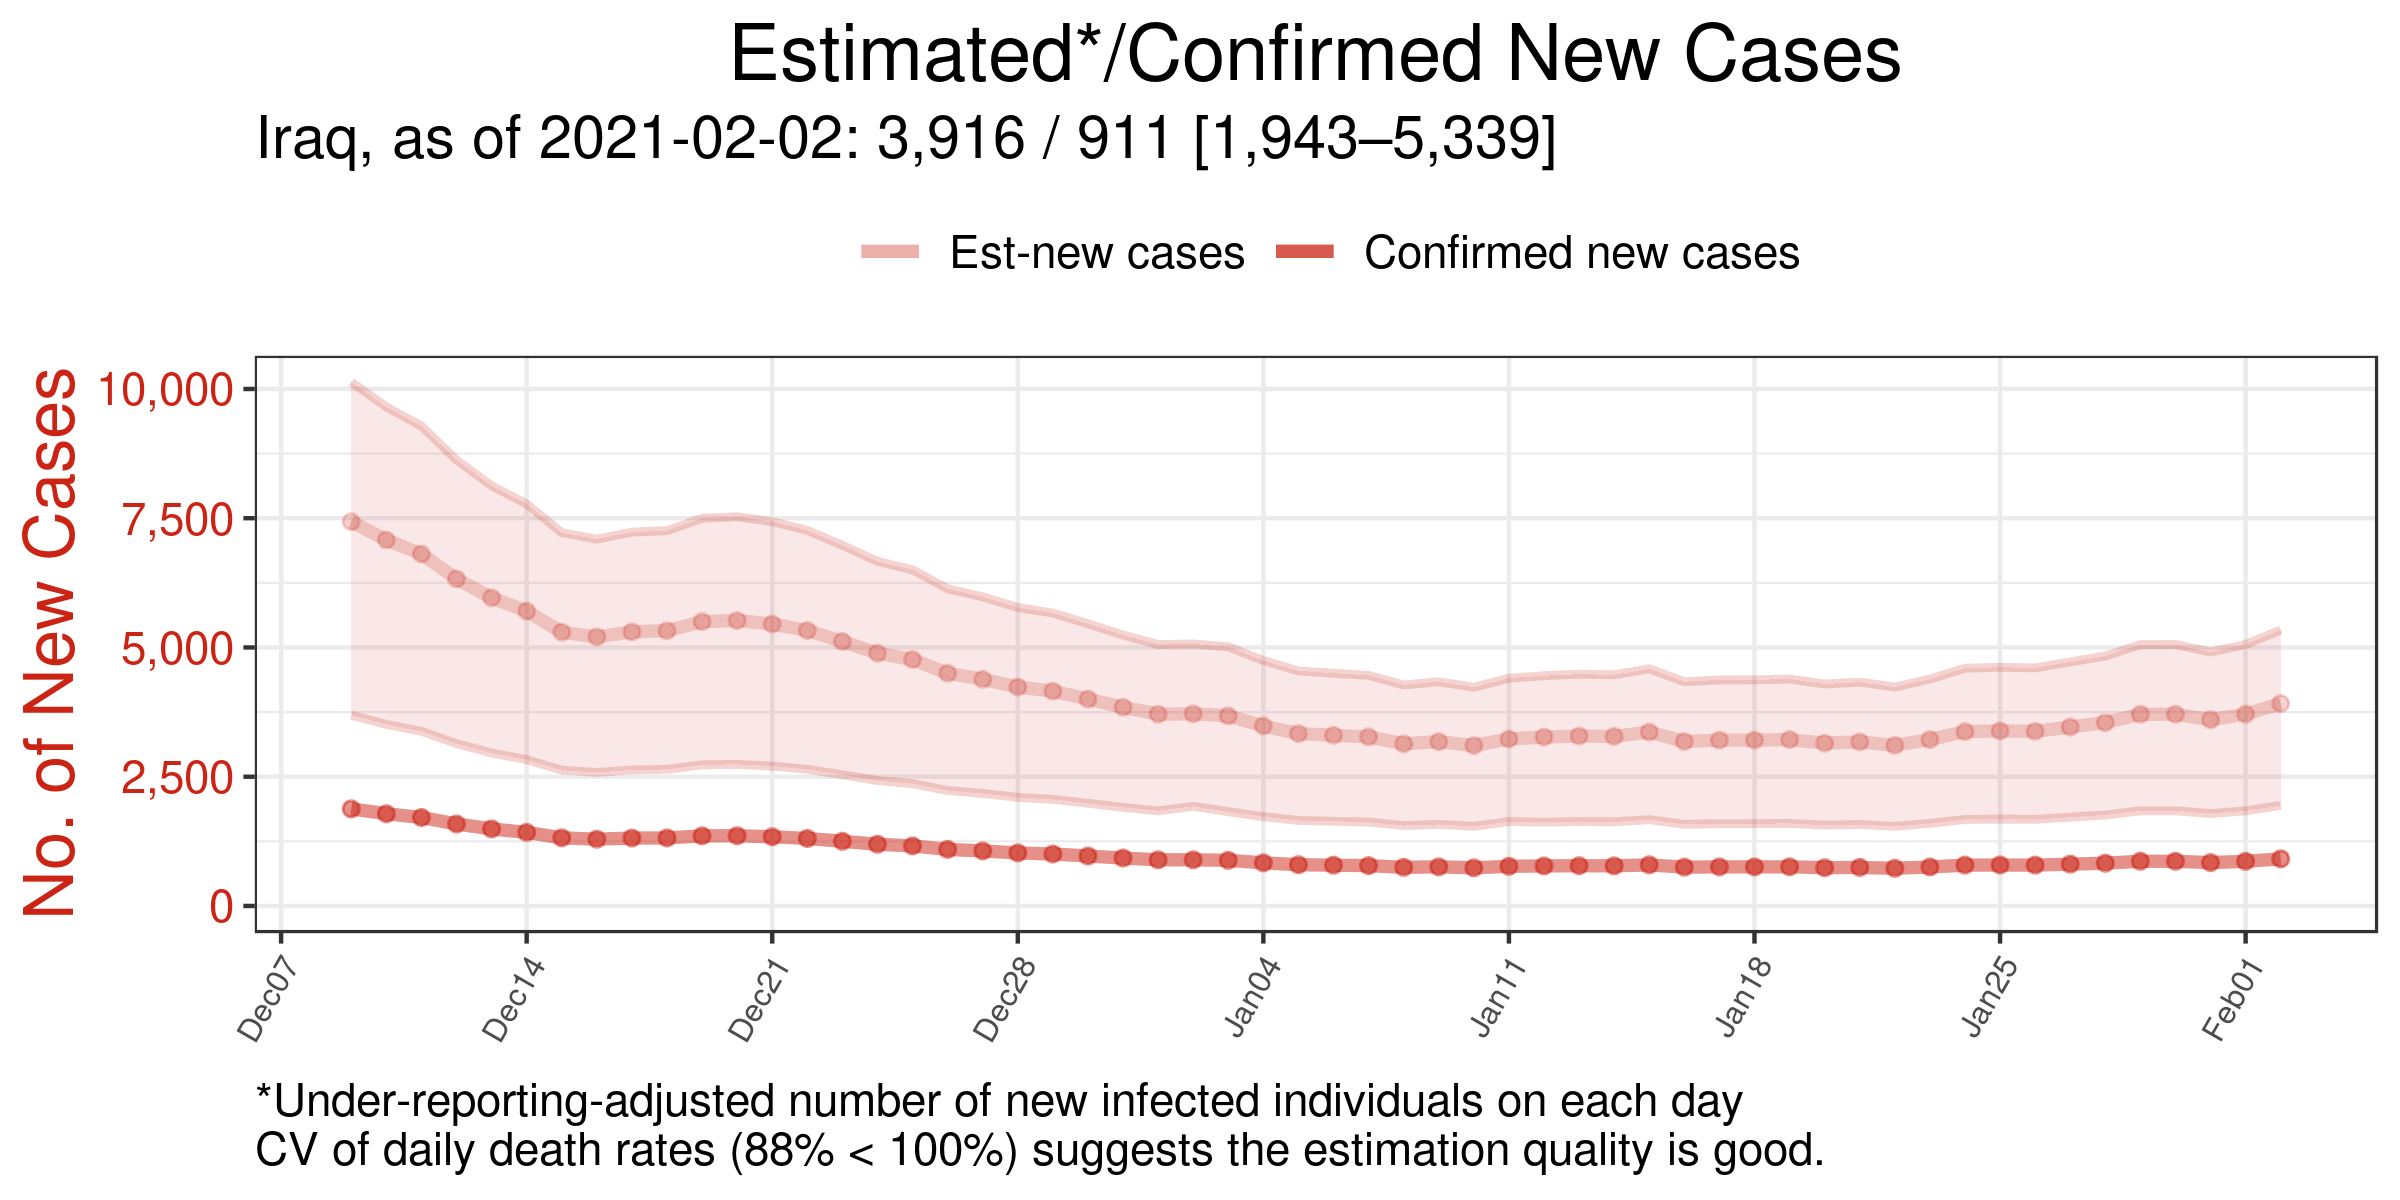 Estimated*/Confirmed New Cases
Iraq, as of 2021-02-02: 3,916 / 911 [1,943–5,339]
Est-new cases
Confirmed new cases
No. of New Cases
10,000
7,500
5,000
2,500
0
Dec07
Dec14
Dec21
Dec28
Jan04
Jan11
Jan18
Jan25
Feb01
*Under-reporting-adjusted number of new infected individuals on each day
CV of daily death rates (88% < 100%) suggests the estimation quality is good.